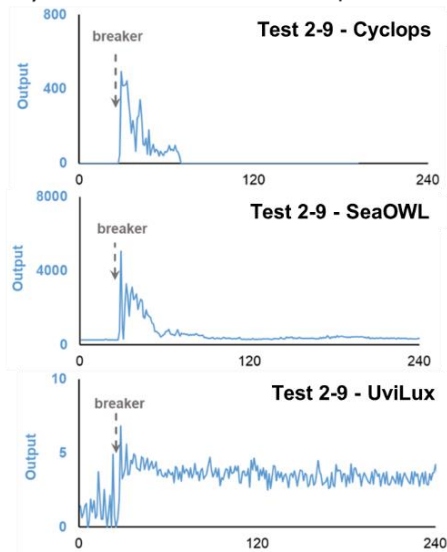 800
Test 2-9 - Cyclops
breaker
Output
400
0
0
120
240
8000
Test 2-9 - SeaOWL
breaker
Output
4000
0
0
120
240
10
Test 2-9 - UviLux
breaker
Output
5
0
0
120
240